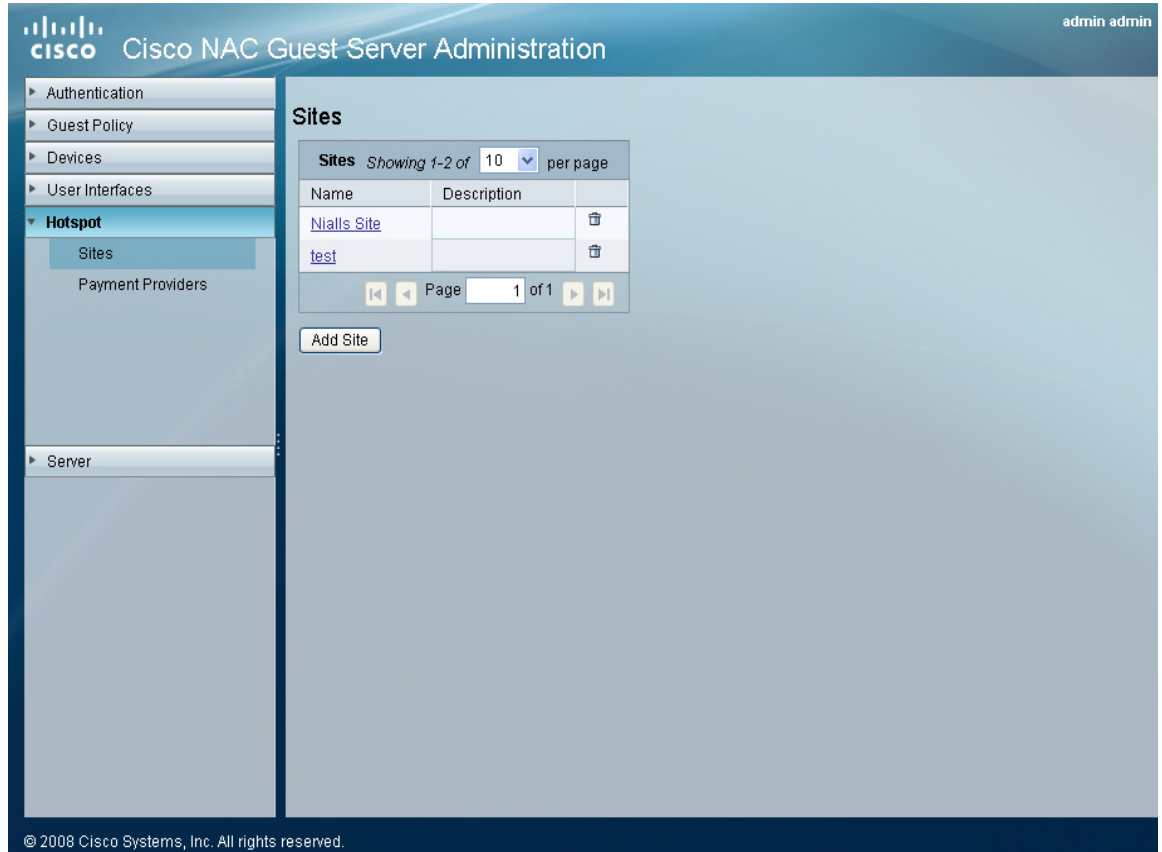 admin admin
CISCO Cisco NAC Guest Server Administration
Authentication
Guest Policy
Devices
User Interfaces
Hotspot
Sites
Payment Providers
Server
Sites
Sites Showing 1-2 of 10 per page
Name Description
Nialls Site
test
Page 1 of 1
Add Site
© 2008 Cisco Systems, Inc. All rights reserved.